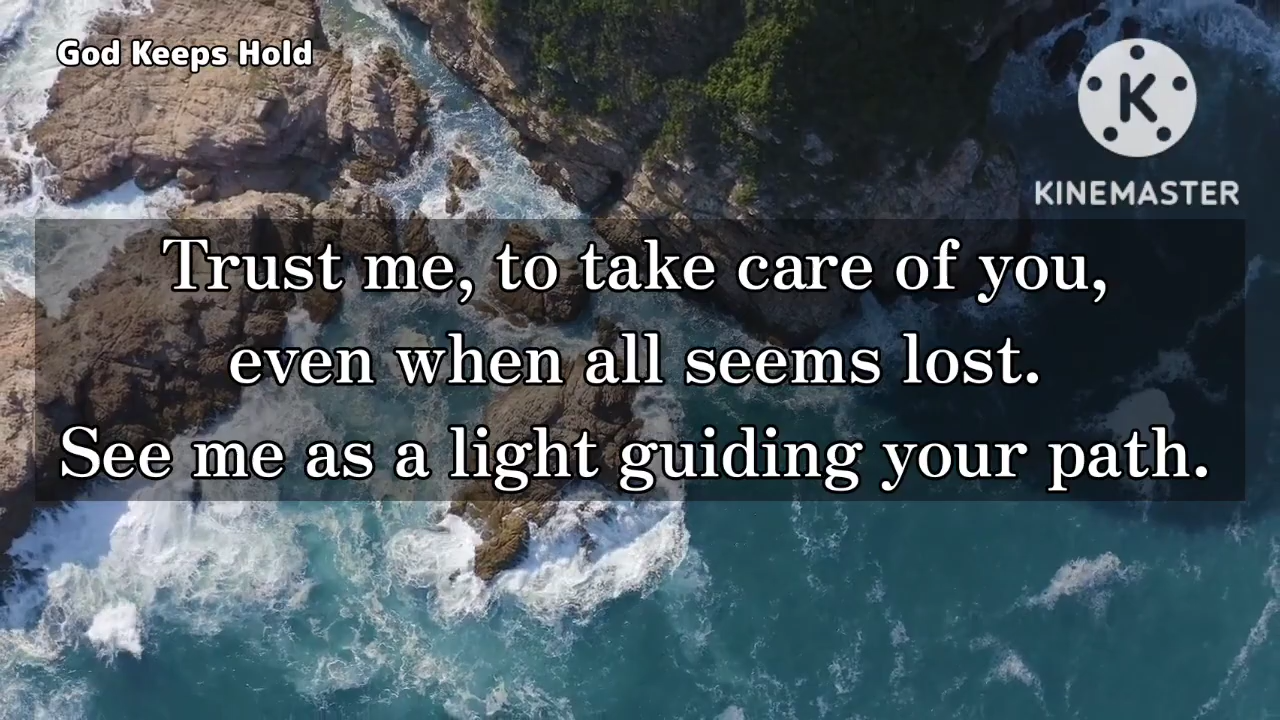 God Keeps Hold
K
KINEMASTER
Trust me, to take care of you,
even when all seems lost.
See me as a light guiding your path.